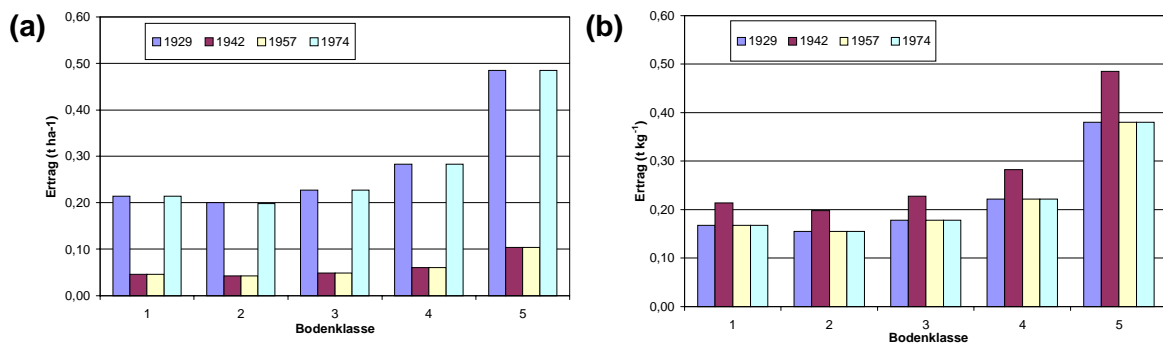 (a)
0,60
0,50
0,40
0,30
0,20
0,10
0,00
Ertrag (t ha-1)
1929 1942 1957 1974
1 2 3 4 5
Bodenklasse
(b)
0,60
0,50
0,40
0,30
0,20
0,10
0,00
Ertrag (t kg⁻¹)
1929 1942 1957 1974
1 2 3 4 5
Bodenklasse